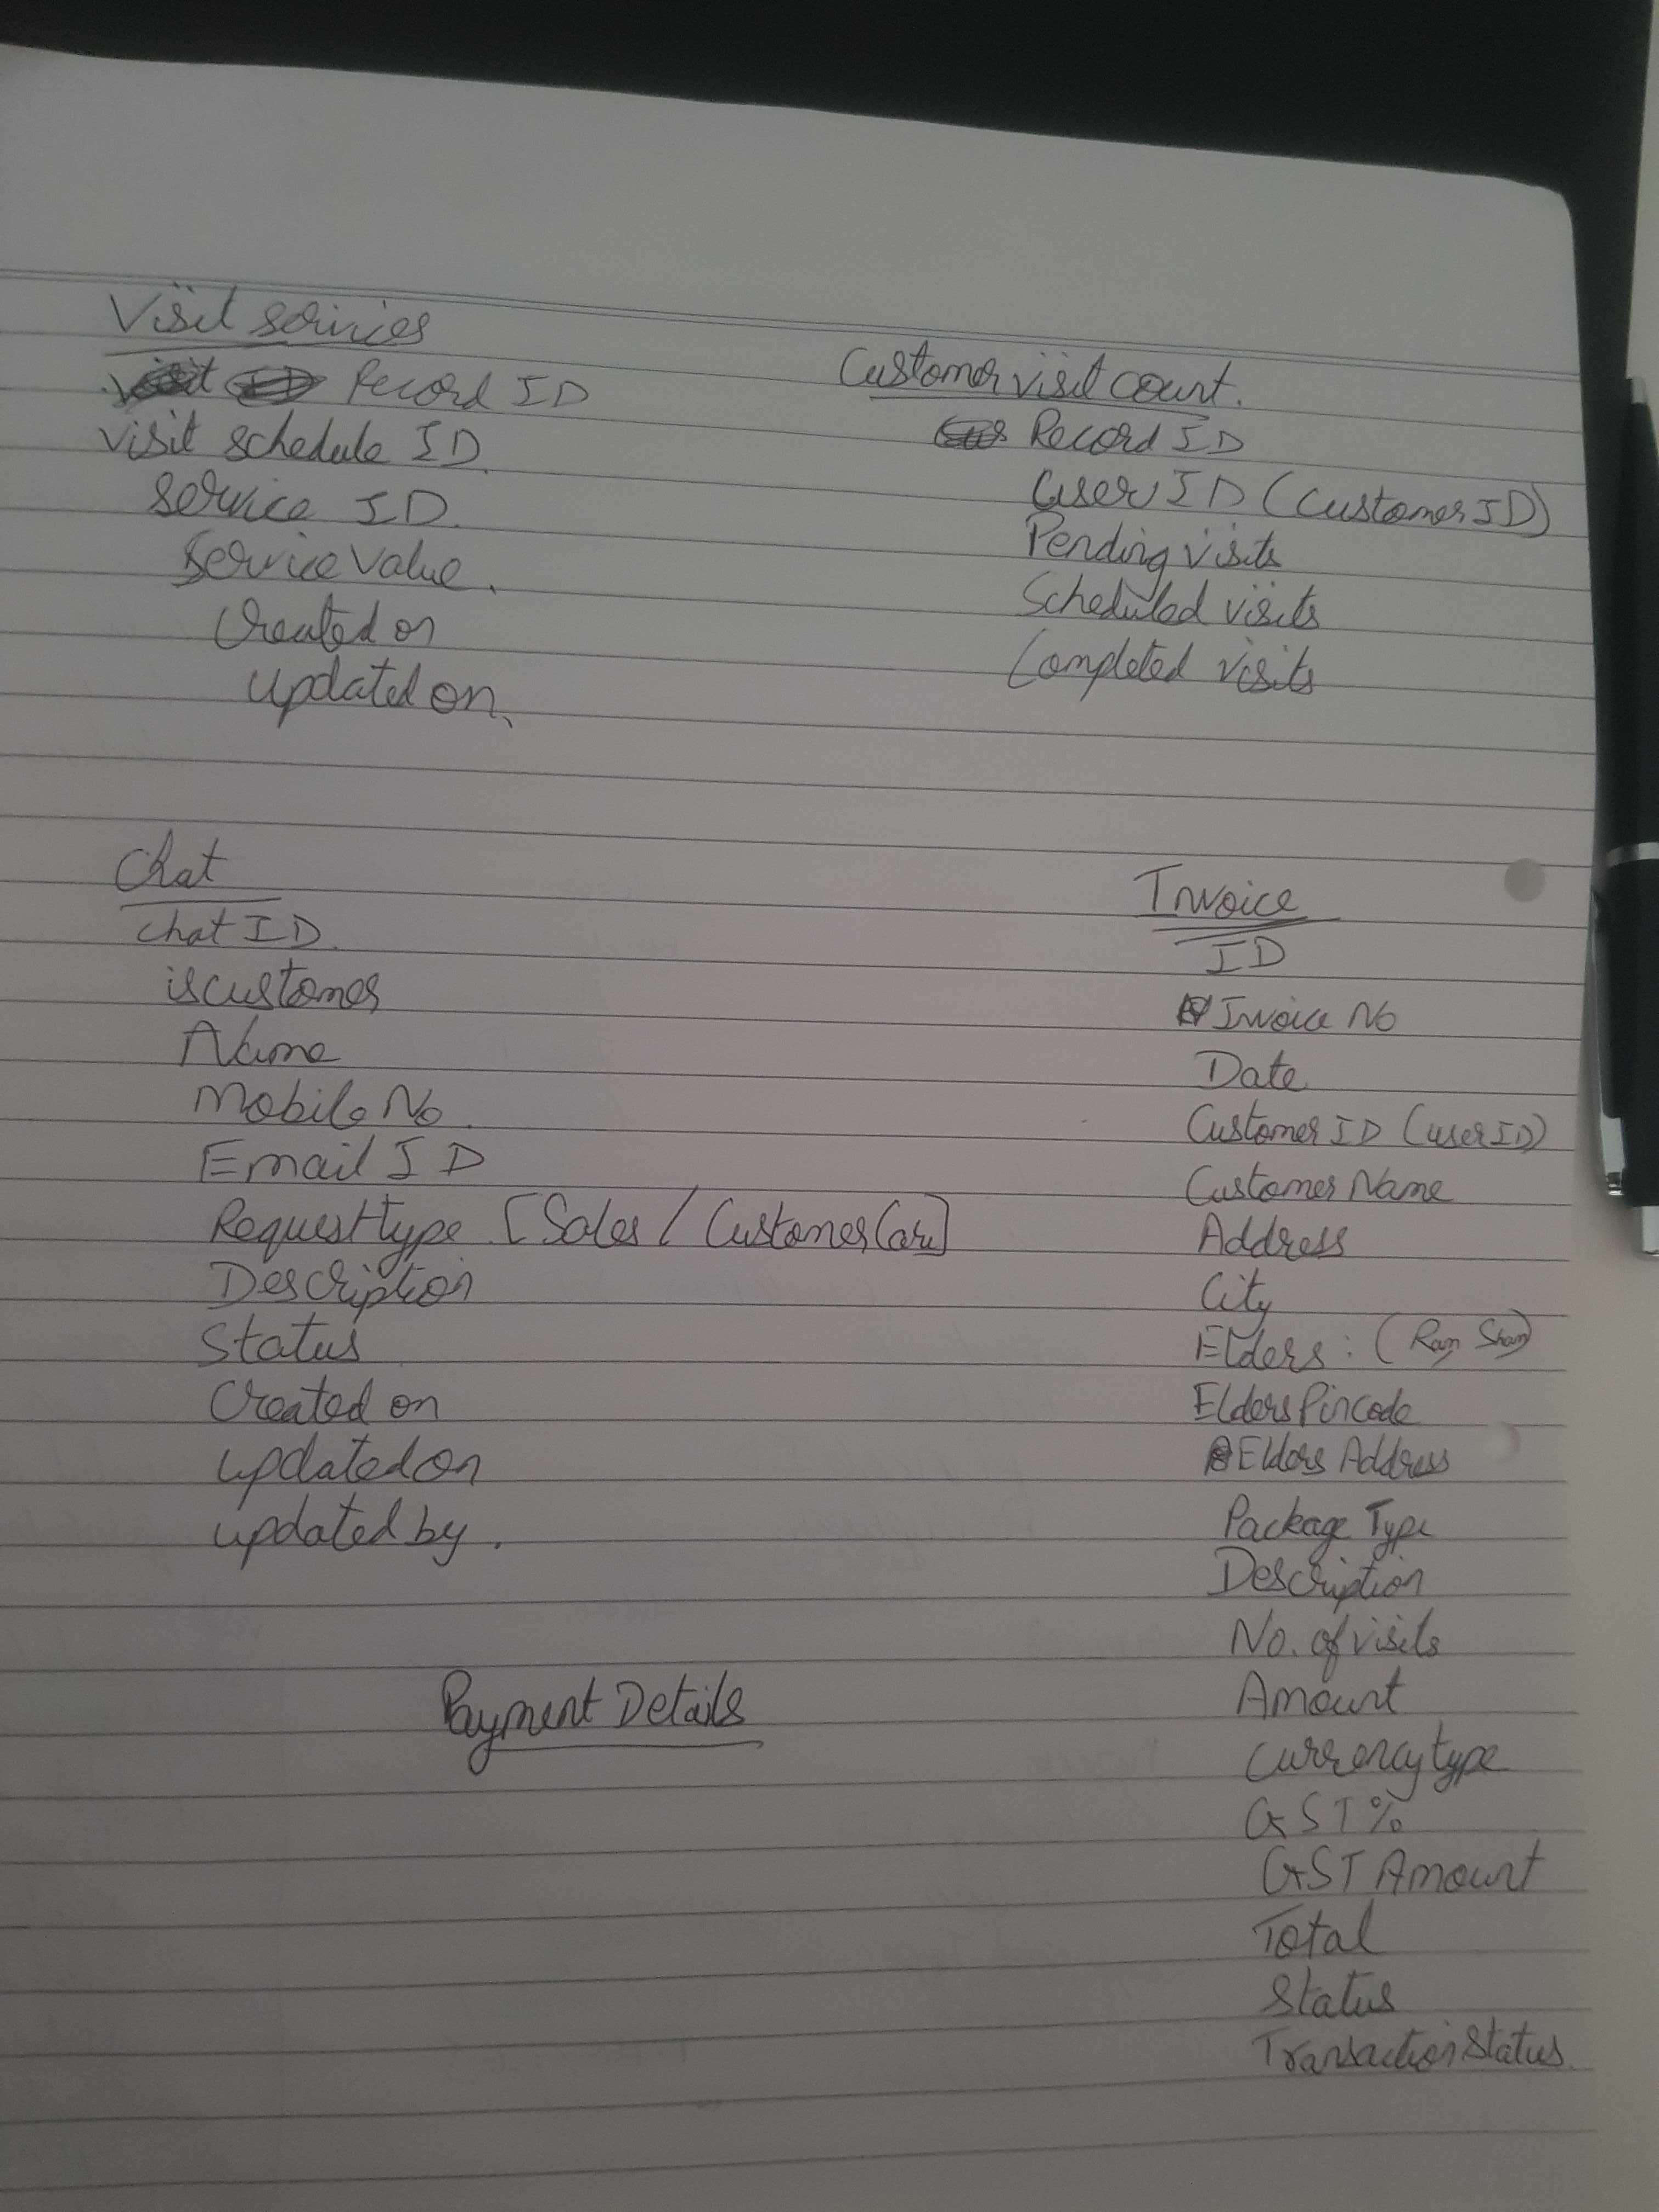 Visit services
Record ID
Visit schedule ID.
Service ID.
Service Value.
Created on
updated on.
Customer visit count.
Record ID
User ID (Customer ID)
Pending visits
Scheduled visits
Completed visits
Chat
Chat ID.
is customer
Name
Mobile No.
Email ID
Request type [Sales / Customer Care]
Description
Status
Created on
updated on
updated by.
Payment Details
Invoice
ID
Invoice No
Date
Customer ID (user ID)
Customer Name
Address
City
Elders: (Ram Sham)
Elders Pincode
Elders Address
Package Type
Description
No. of visits
Amount
Currency type
GST %
GST Amount
Total
Status
Transaction Status.